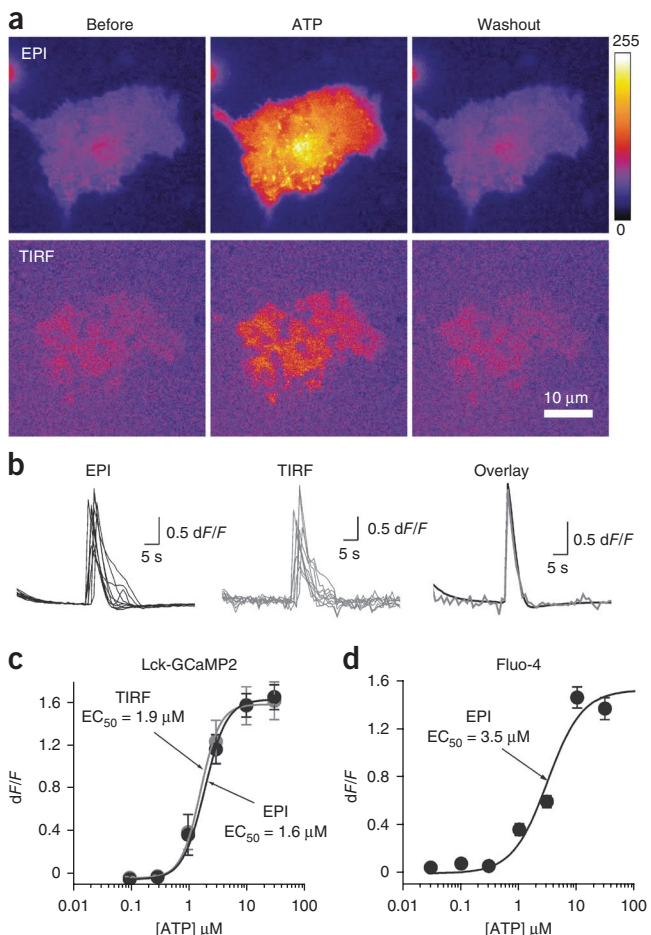 a
Before
ATP
Washout
EPI
255
0
TIRF
10 μm
b
EPI
TIRF
Overlay
0.5 dF/F
5 s
0.5 dF/F
5 s
0.5 dF/F
5 s
c
Lck-GCaMP2
1.6
1.2
0.8
0.4
0
dF/F
TIRF
EC50 = 1.9 μM
EPI
EC50 = 1.6 μM
0.01
0.1
1
10
100
[ATP] μM
d
Fluo-4
1.6
1.2
0.8
0.4
0
dF/F
EPI
EC50 = 3.5 μM
0.01
0.1
1
10
100
[ATP] μM